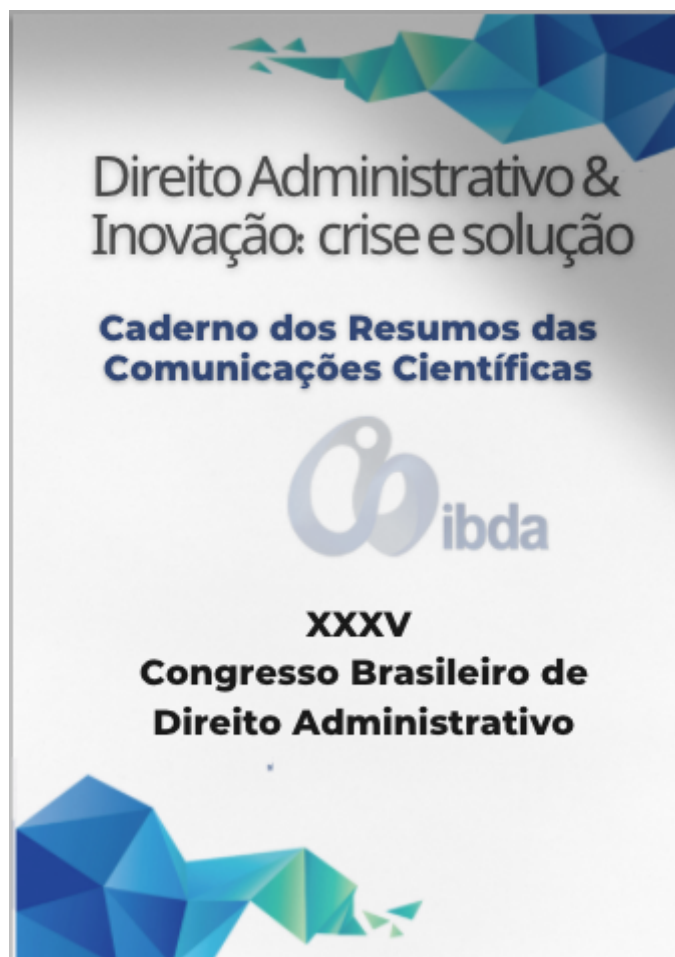 Direito Administrativo &
Inovação: crise e solução
Caderno dos Resumos das
Comunicações Científicas
ibda
XXXV
Congresso Brasileiro de
Direito Administrativo